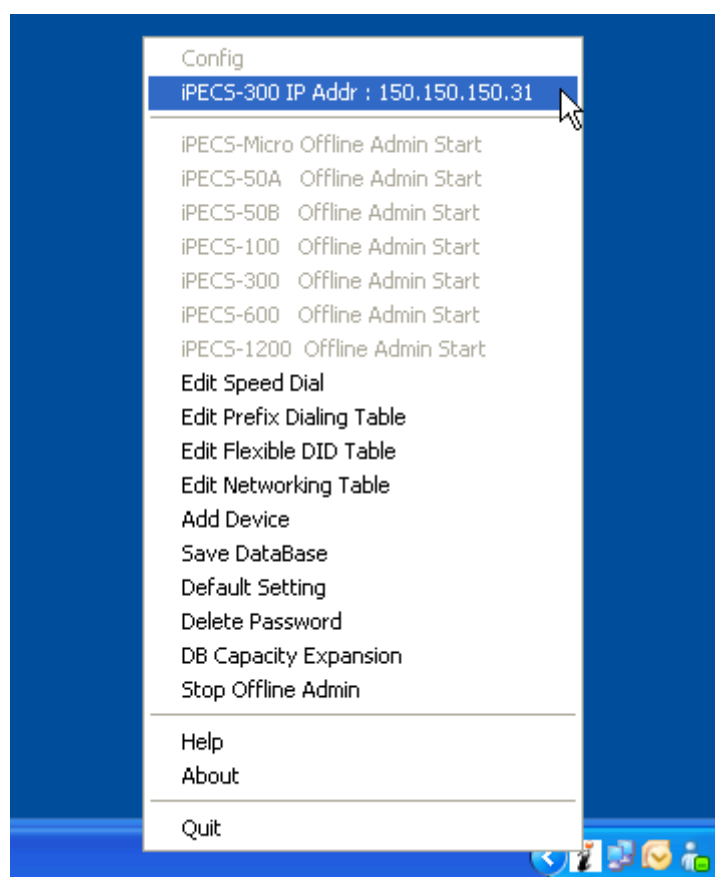 Config
iPECS-300 IP Addr : 150.150.150.31
iPECS-Micro Offline Admin Start
iPECS-50A Offline Admin Start
iPECS-50B Offline Admin Start
iPECS-100 Offline Admin Start
iPECS-300 Offline Admin Start
iPECS-600 Offline Admin Start
iPECS-1200 Offline Admin Start
Edit Speed Dial
Edit Prefix Dialing Table
Edit Flexible DID Table
Edit Networking Table
Add Device
Save DataBase
Default Setting
Delete Password
DB Capacity Expansion
Stop Offline Admin
Help
About
Quit